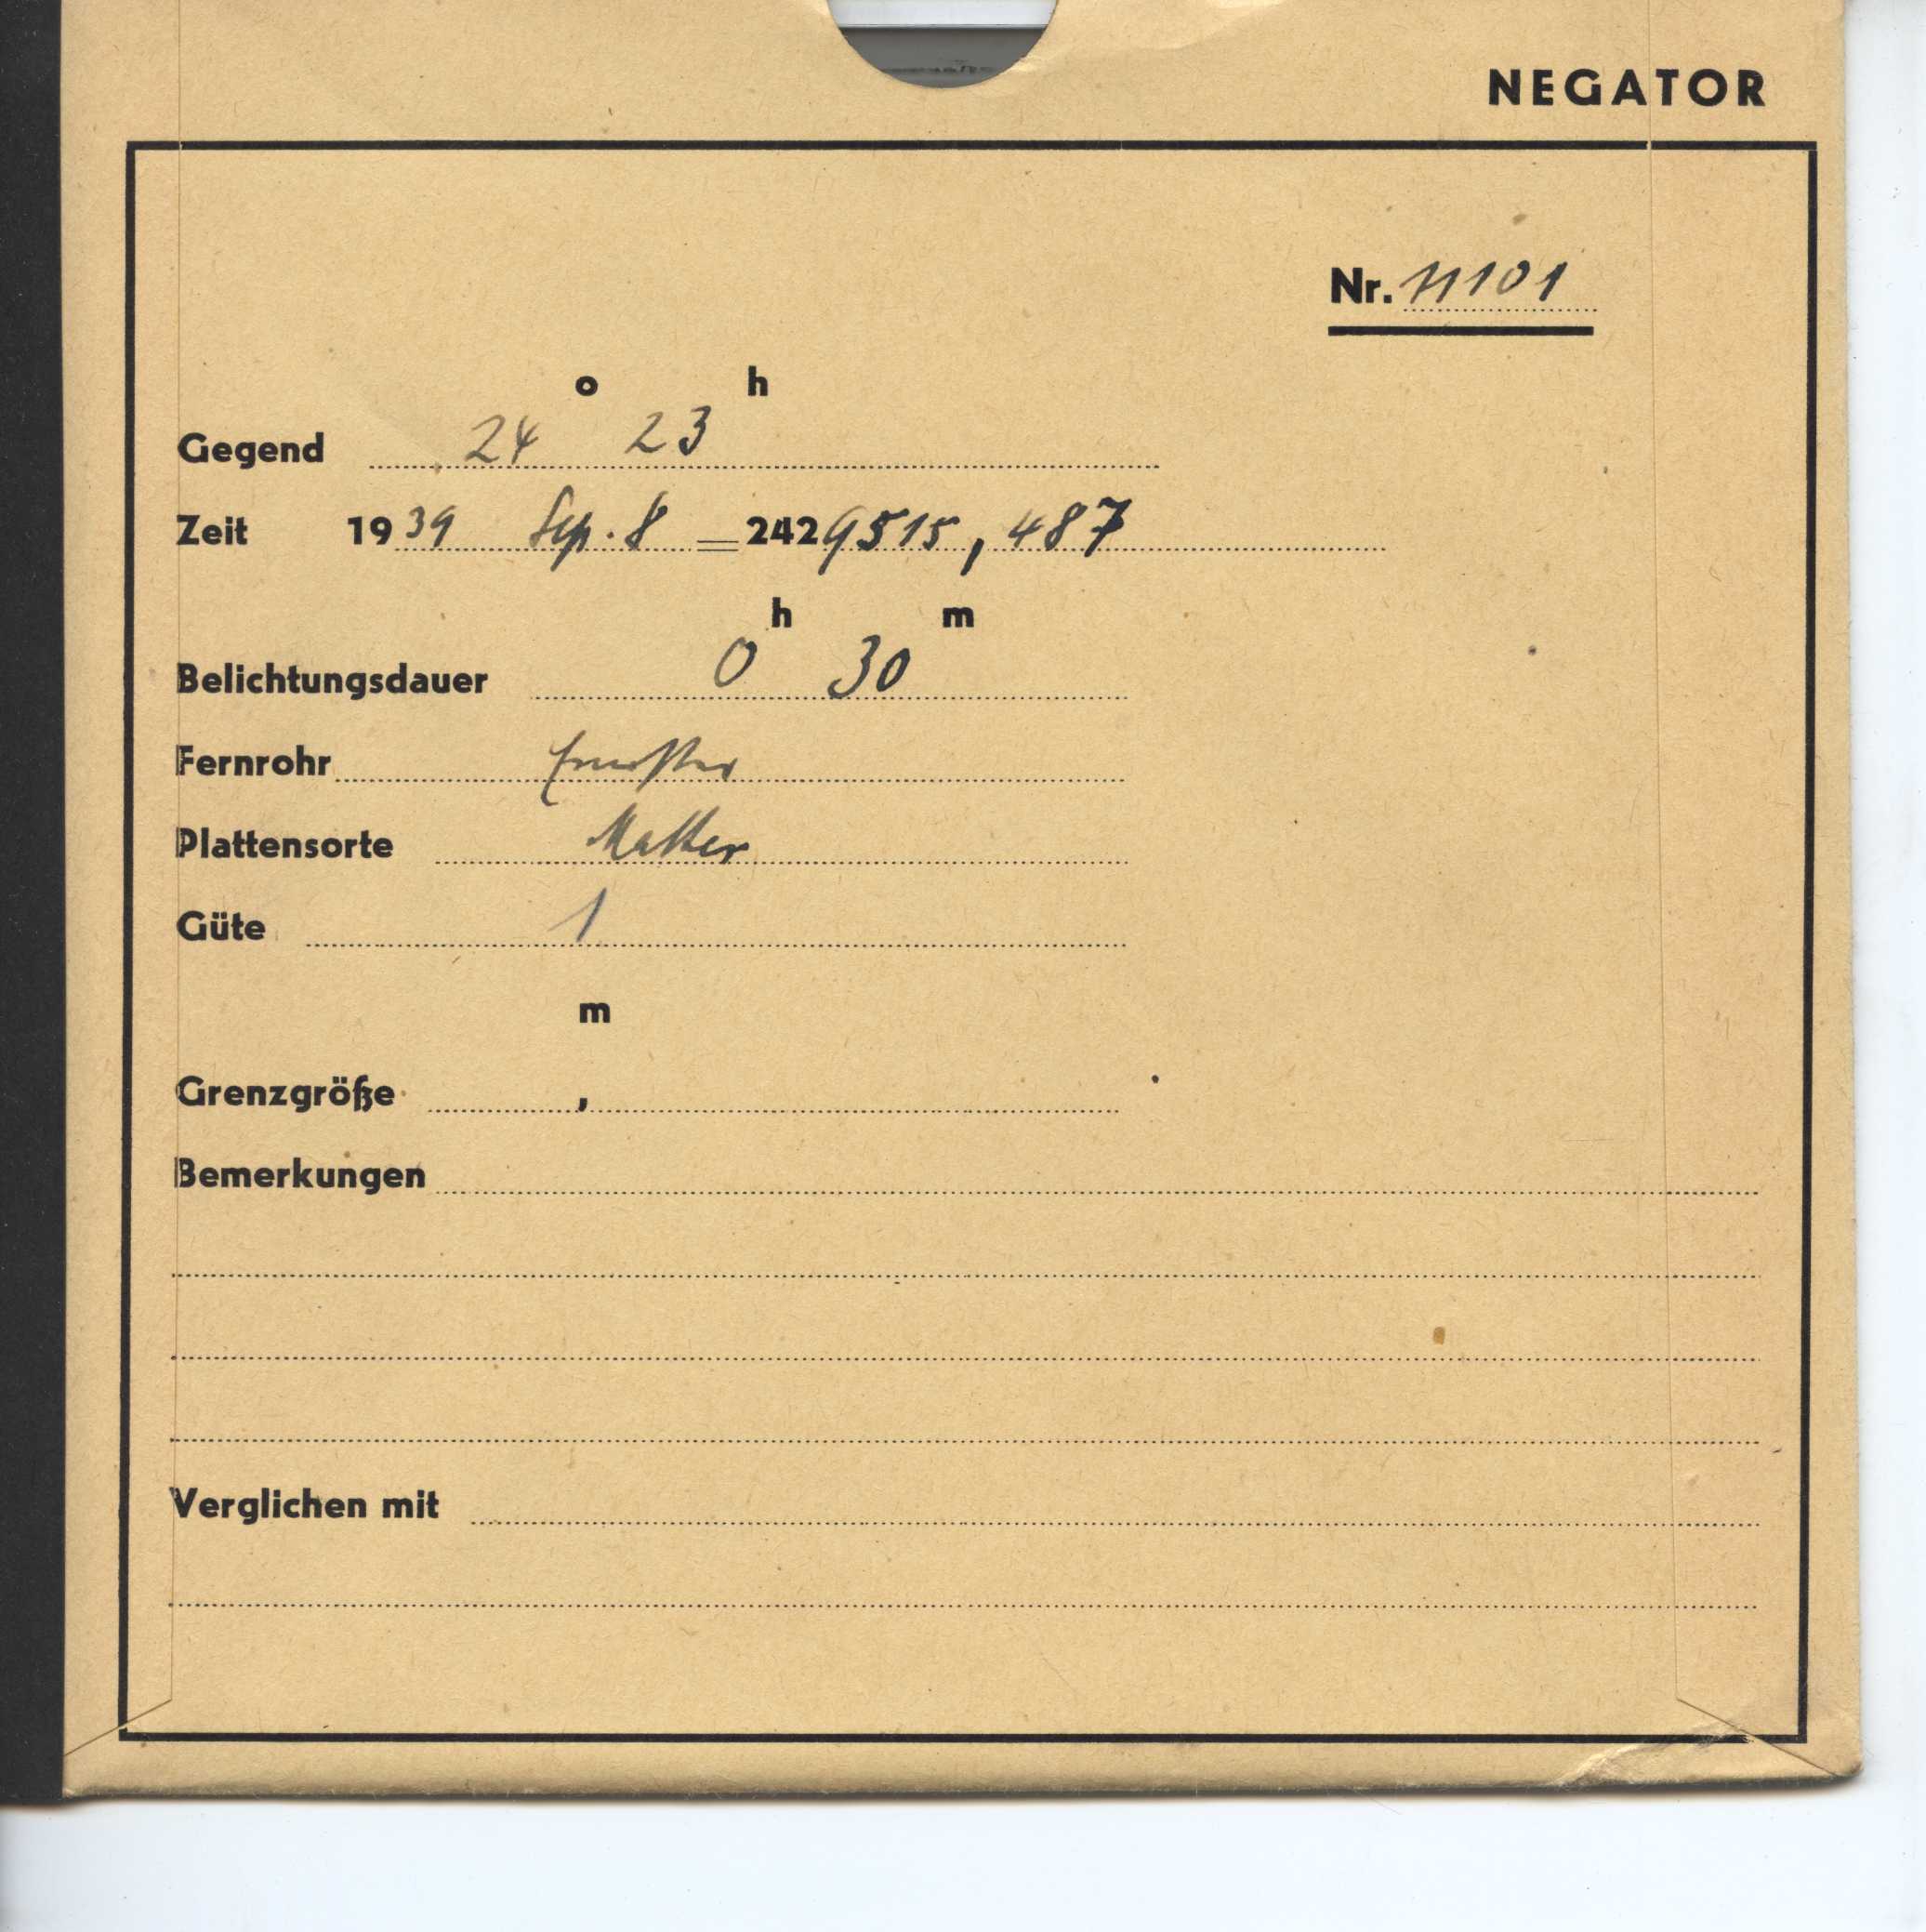 NEGATOR
Nr. 11101
o h
Gegend 24 23
Zeit 1939 Sep. 8 = 2429515, 487
h m
Belichtungsdauer 0 30
Fernrohr
Plattensorte Matter
Güte 1
m
Grenzgröße ,
Bemerkungen
Verglichen mit